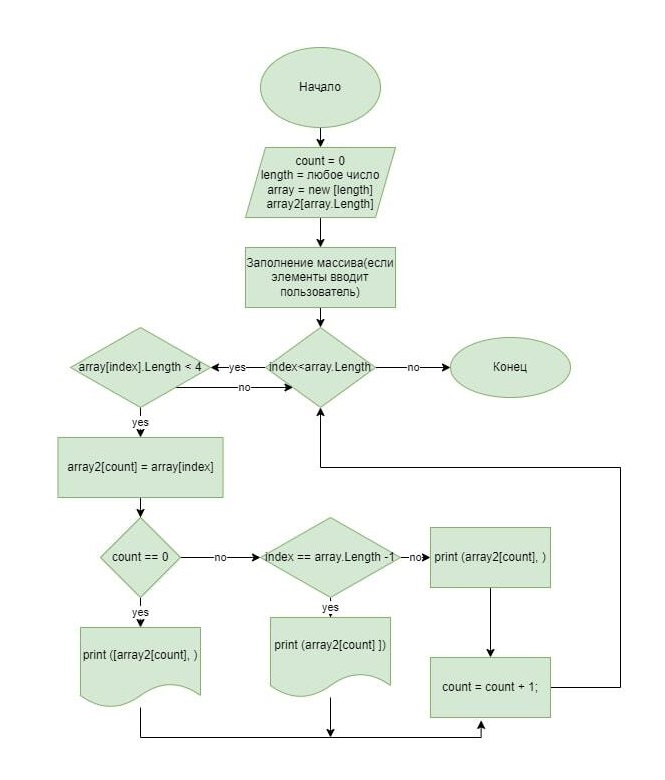 Начало
count = 0
length = любое число
array = new [length]
array2[array.Length]
Заполнение массива(если
элементы вводит
пользователь)
array[index].Length < 4
yes
index<array.Length
no
Конец
no
yes
array2[count] = array[index]
count == 0
no
index == array.Length -1
no
print (array2[count], )
yes
yes
print ([array2[count], )
print (array2[count] ])
count = count + 1;